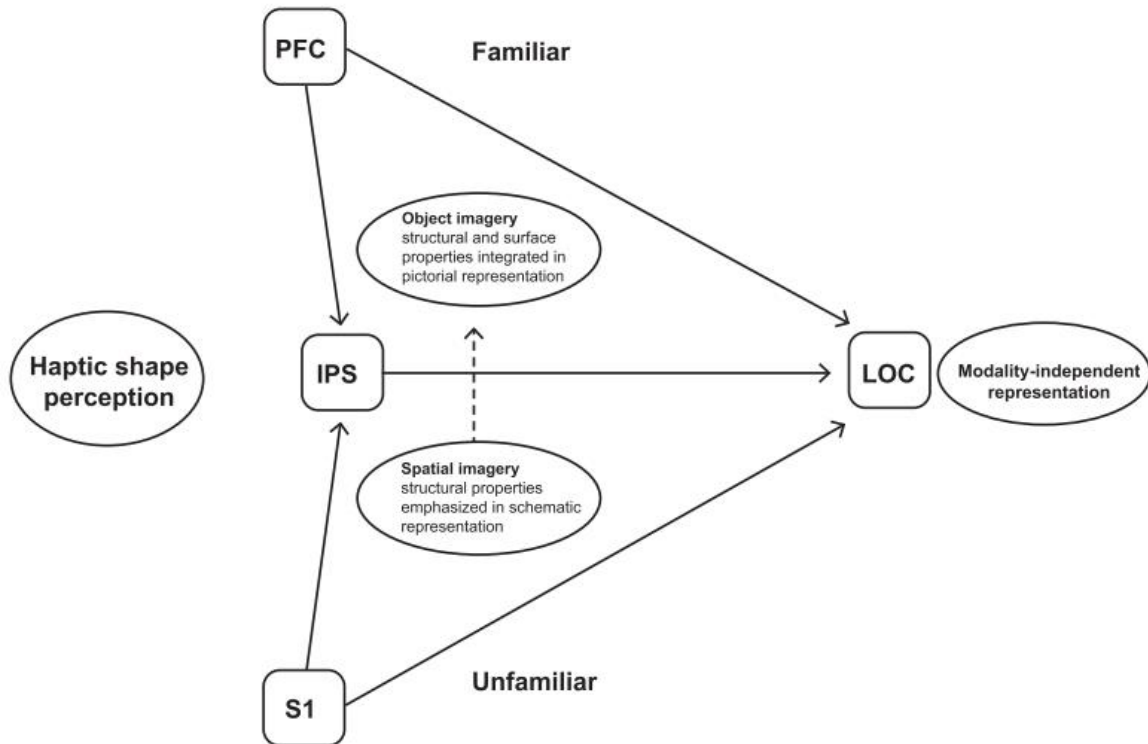 PFC
Familiar
Object imagery
structural and surface
properties integrated in
pictorial representation
Haptic shape
perception
IPS
LOC
Modality-independent
representation
Spatial imagery
structural properties
emphasized in schematic
representation
Unfamiliar
S1